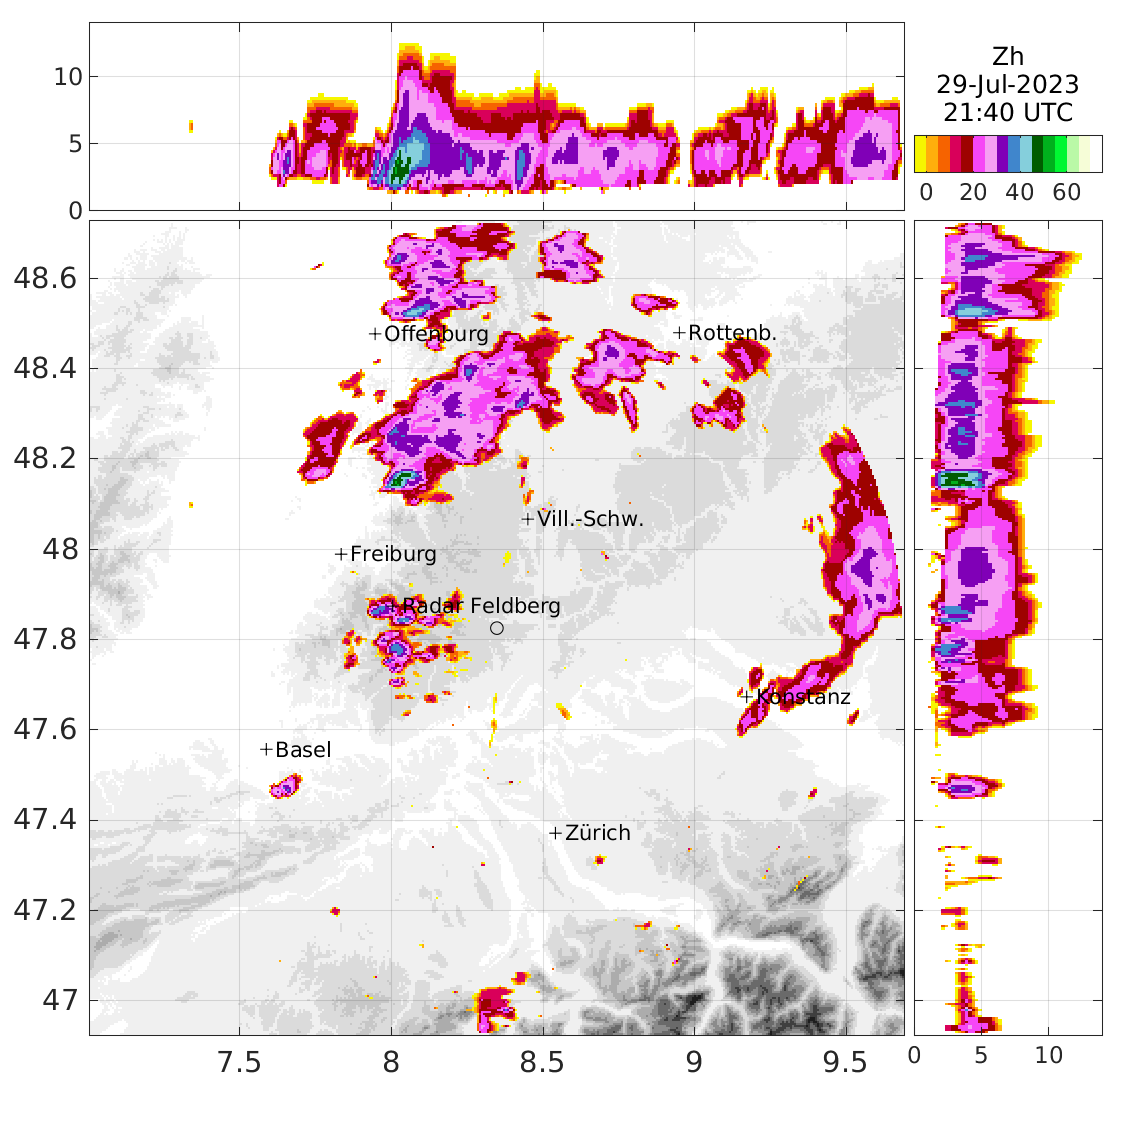 Zh
29-Jul-2023
21:40 UTC
0 20 40 60
10
5
0
48.6
48.4
48.2
48
47.8
47.6
47.4
47.2
47
+Offenburg
+Rottenb.
+Vill.-Schw.
+Freiburg
+Radar Feldberg
+Konstanz
+Basel
+Zürich
7.5 8 8.5 9 9.5
0 5 10